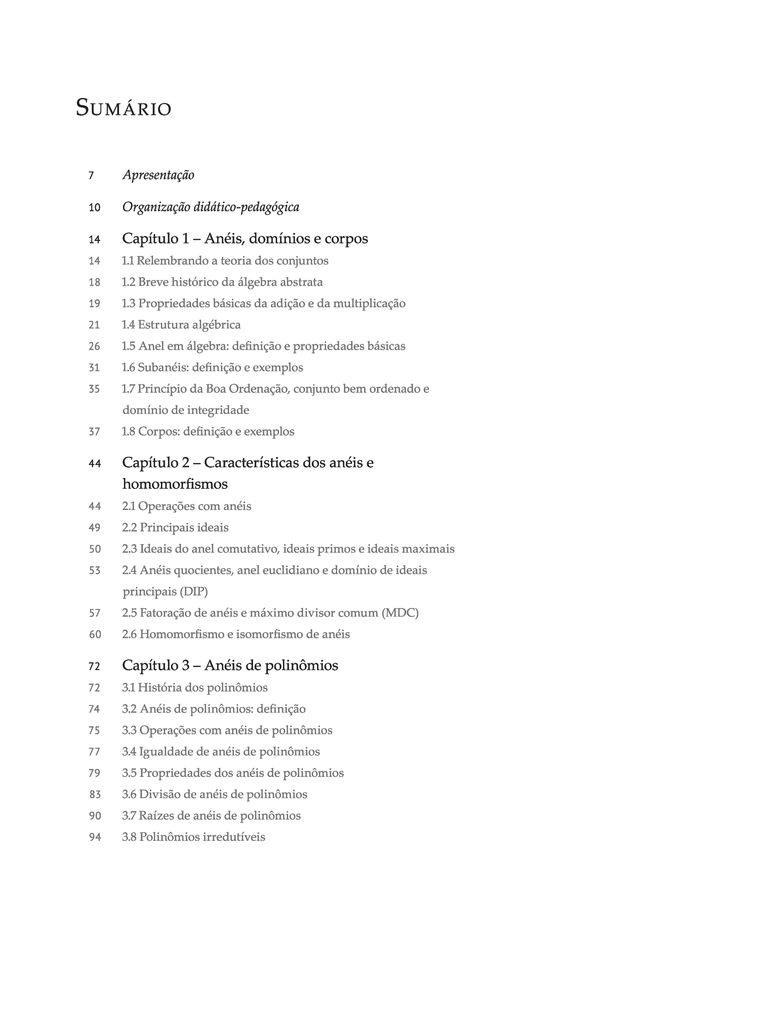 SUMÁRIO
7 Apresentação
10 Organização didático-pedagógica
14 Capítulo 1 – Anéis, domínios e corpos
14 1.1 Relembrando a teoria dos conjuntos
18 1.2 Breve histórico da álgebra abstrata
19 1.3 Propriedades básicas da adição e da multiplicação
21 1.4 Estrutura algébrica
26 1.5 Anel em álgebra: definição e propriedades básicas
31 1.6 Subanéis: definição e exemplos
35 1.7 Princípio da Boa Ordenação, conjunto bem ordenado e
domínio de integridade
37 1.8 Corpos: definição e exemplos
44 Capítulo 2 – Características dos anéis e
homomorfismos
44 2.1 Operações com anéis
49 2.2 Principais ideais
50 2.3 Ideais do anel comutativo, ideais primos e ideais maximais
53 2.4 Anéis quocientes, anel euclidiano e domínio de ideais
principais (DIP)
57 2.5 Fatoração de anéis e máximo divisor comum (MDC)
60 2.6 Homomorfismo e isomorfismo de anéis
72 Capítulo 3 – Anéis de polinômios
72 3.1 História dos polinômios
74 3.2 Anéis de polinômios: definição
75 3.3 Operações com anéis de polinômios
77 3.4 Igualdade de anéis de polinômios
79 3.5 Propriedades dos anéis de polinômios
83 3.6 Divisão de anéis de polinômios
90 3.7 Raízes de anéis de polinômios
94 3.8 Polinômios irredutíveis